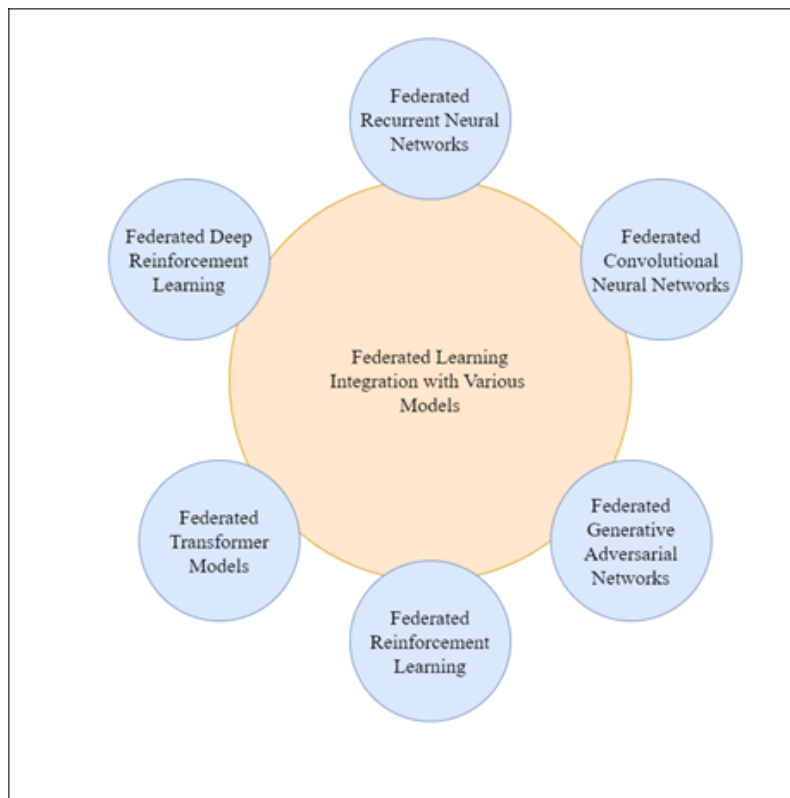 Federated
Recurrent Neural
Networks
Federated Deep
Reinforcement
Learning
Federated
Convolutional
Neural Networks
Federated Learning
Integration with Various
Models
Federated
Transformer
Models
Federated
Generative
Adversarial
Networks
Federated
Reinforcement
Learning